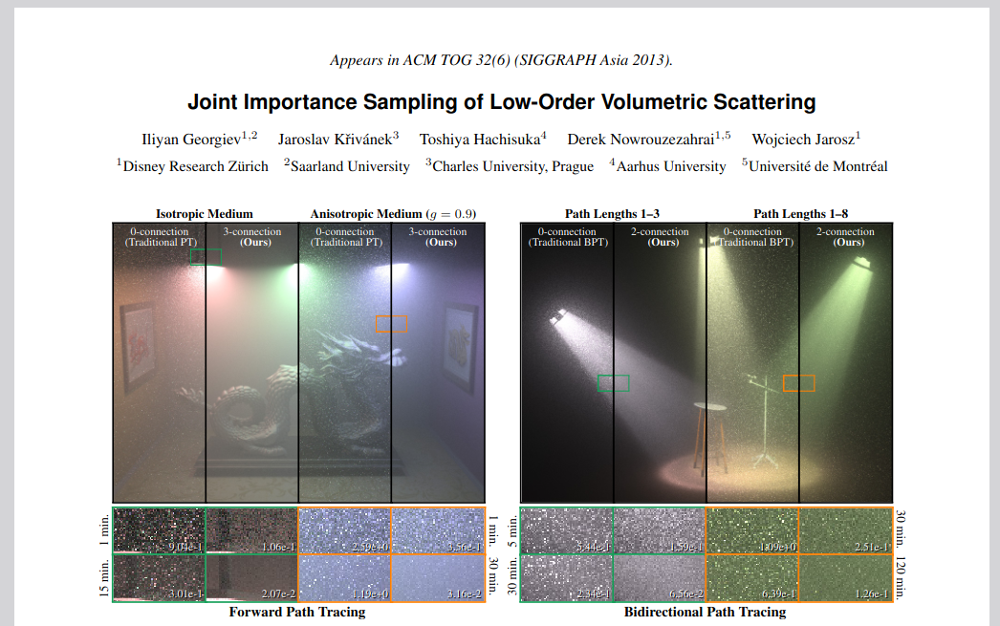 Appears in ACM TOG 32(6) (SIGGRAPH Asia 2013).
Joint Importance Sampling of Low-Order Volumetric Scattering
Iliyan Georgiev1,2 Jaroslav Křivánek3 Toshiya Hachisuka4 Derek Nowrouzezahrai1,5 Wojciech Jarosz1
1Disney Research Zürich 2Saarland University 3Charles University, Prague 4Aarhus University 5Université de Montréal
Isotropic Medium Anisotropic Medium (g = 0.9)
0-connection 3-connection 0-connection 3-connection
(Traditional PT) (Ours) (Traditional PT) (Ours)
1 min. 9.04e-1 1.06e-1 2.59e+0 3.56e-1 1 min.
15 min. 3.01e-1 2.07e-2 1.19e+0 3.16e-2 30 min.
Forward Path Tracing
Path Lengths 1–3 Path Lengths 1–8
0-connection 2-connection 0-connection 2-connection
(Traditional BPT) (Ours) (Traditional BPT) (Ours)
5 min. 5.44e-1 1.59e-1 1.09e+0 2.51e-1 30 min.
30 min. 2.34e-1 6.56e-2 6.39e-1 1.26e-1 120 min.
Bidirectional Path Tracing